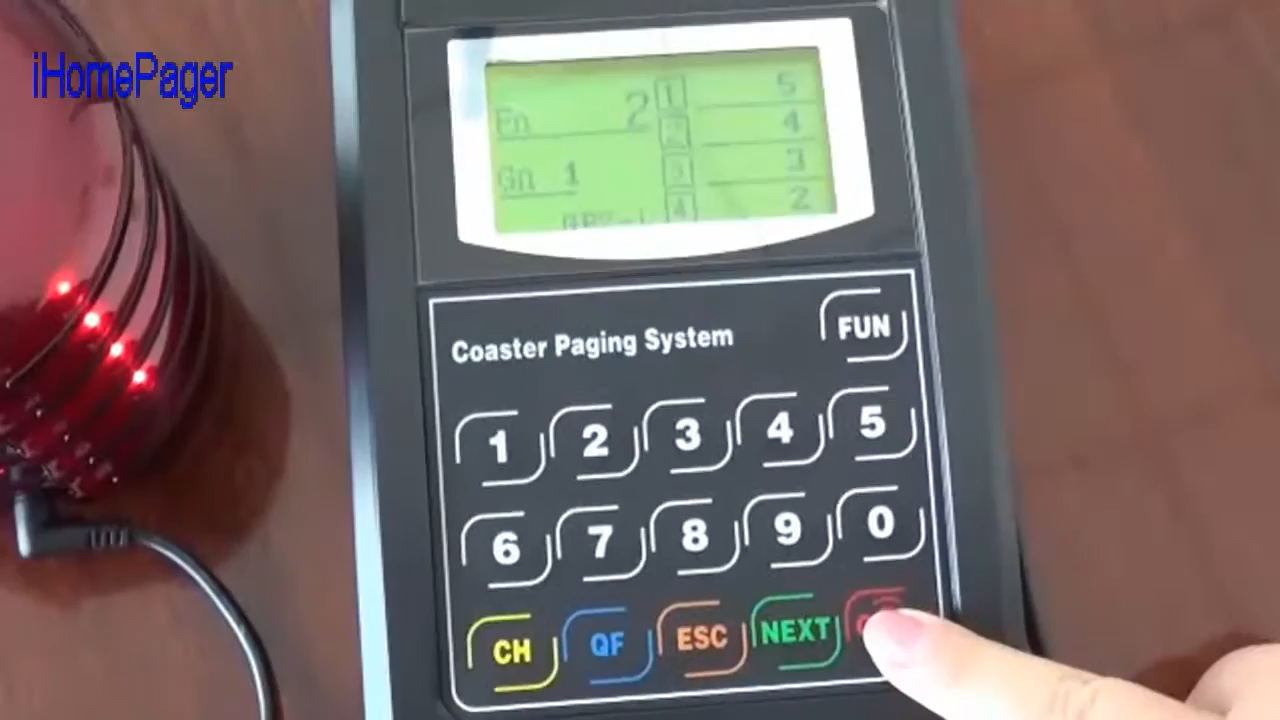 iHomePager
En 2
1 5
2 4
3 3
4 2
Gn 1
Coaster Paging System
FUN
1 2 3 4 5
6 7 8 9 0
CH QF ESC NEXT